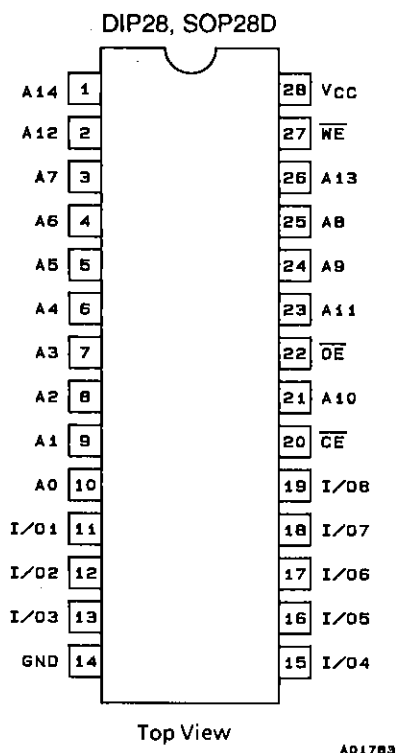 DIP28, SOP28D
A14 1 28 VCC
A12 2 27 WE
A7 3 26 A13
A6 4 25 A8
A5 5 24 A9
A4 6 23 A11
A3 7 22 OE
A2 8 21 A10
A1 9 20 CE
A0 10 19 I/O8
I/O1 11 18 I/O7
I/O2 12 17 I/O6
I/O3 13 16 I/O5
GND 14 15 I/O4
Top View
A01783